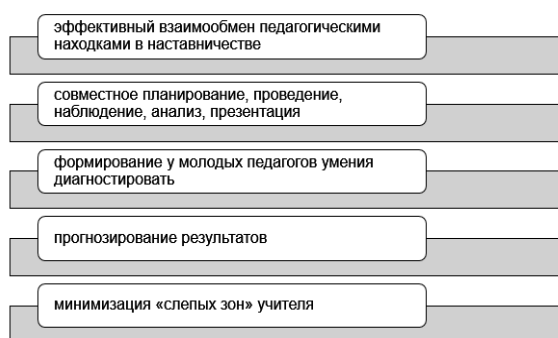 эффективный взаимообмен педагогическими
находками в наставничестве
совместное планирование, проведение,
наблюдение, анализ, презентация
формирование у молодых педагогов умения
диагностировать
прогнозирование результатов
минимизация «слепых зон» учителя